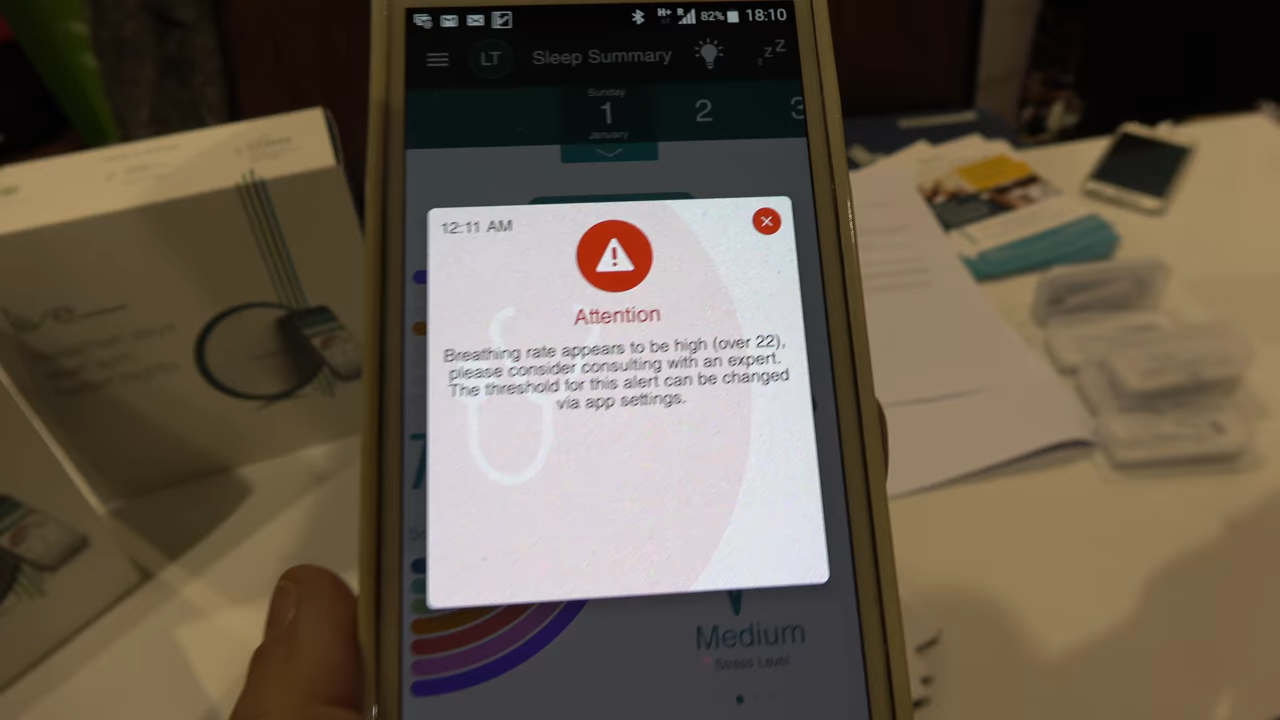 H+ R 82% 18:10
LT Sleep Summary z z Z
Sunday
1 2 3
January
12:11 AM
Attention
Breathing rate appears to be high (over 22),
please consider consulting with an expert.
The threshold for this alert can be changed
via app settings.
Medium
Stress Level